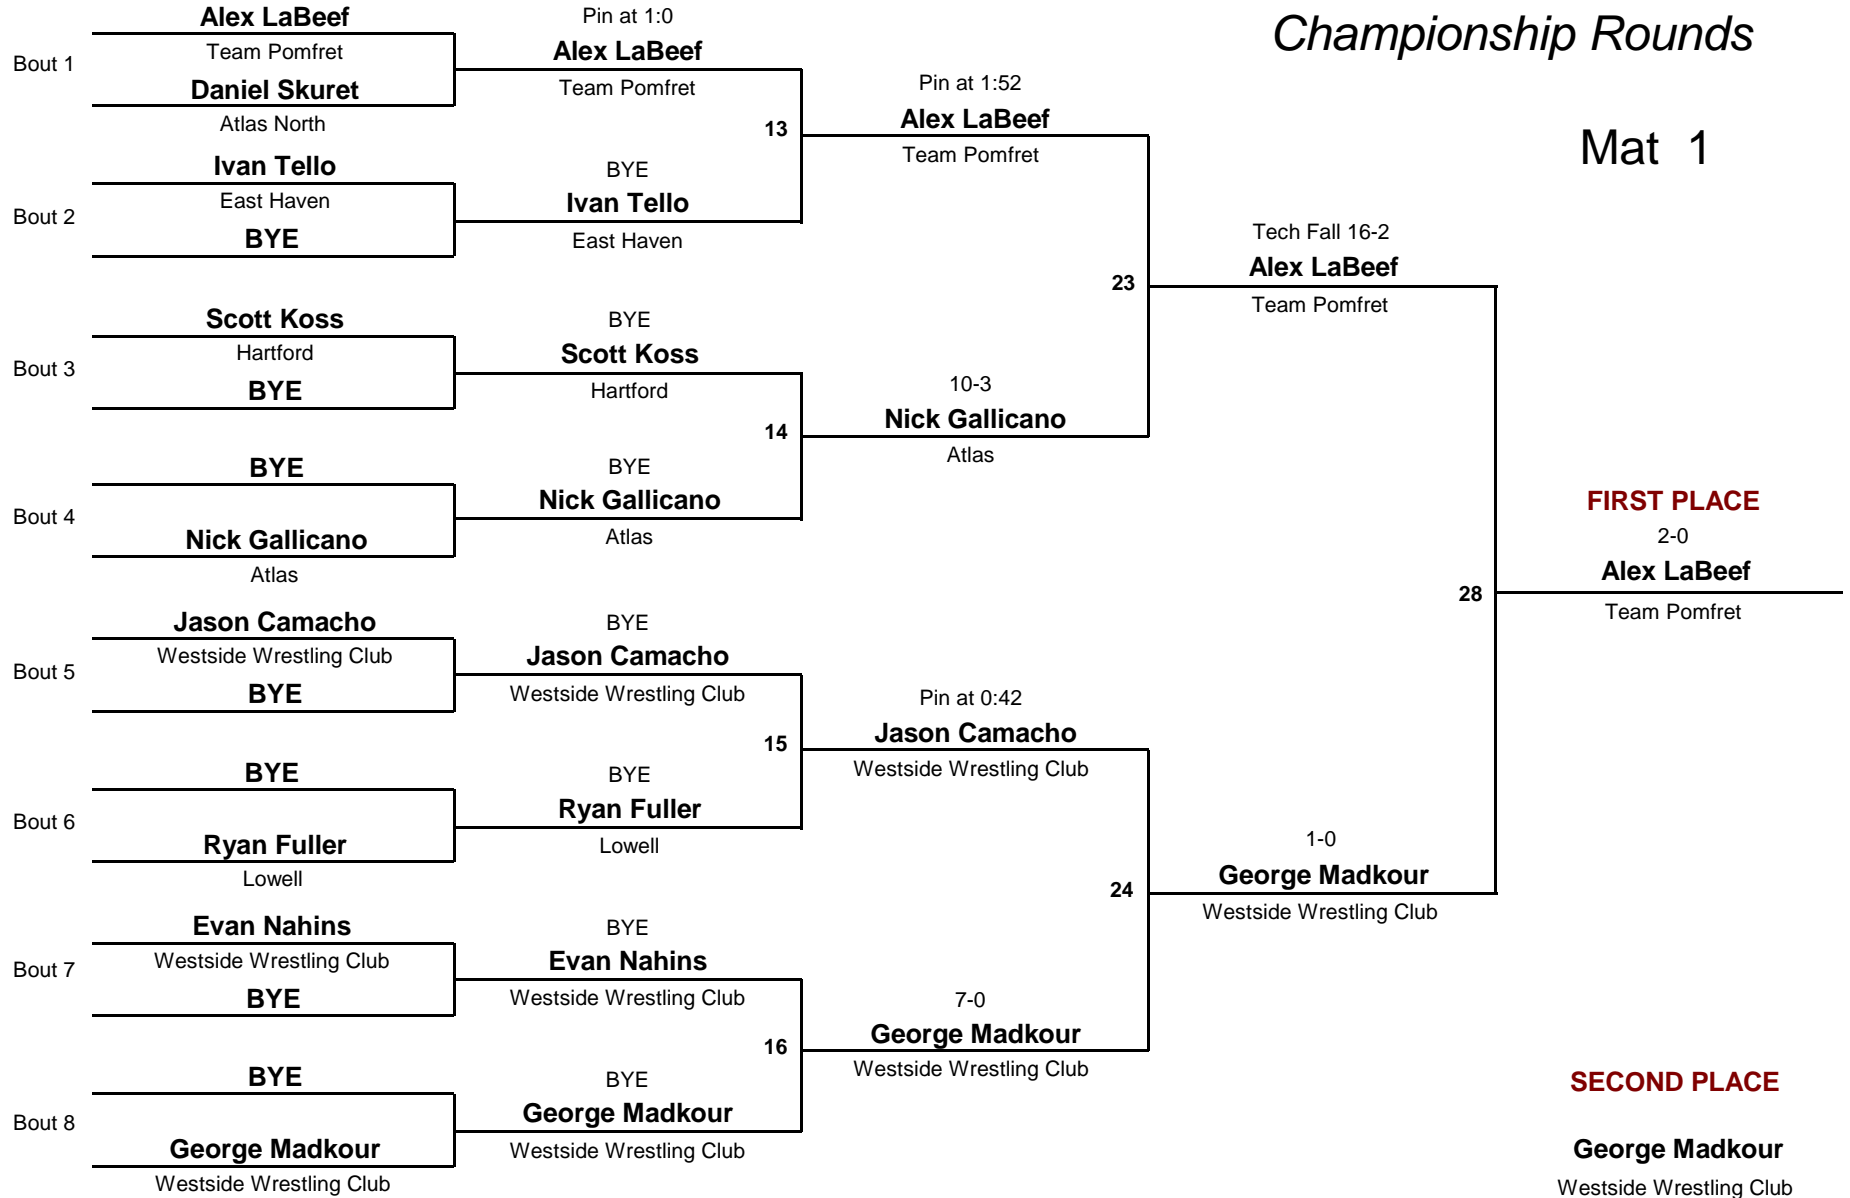 Championship Rounds
Mat 1
Bout 1
Alex LaBeef
Team Pomfret
Daniel Skuret
Atlas North
Bout 2
Ivan Tello
East Haven
BYE
Bout 3
Scott Koss
Hartford
BYE
Bout 4
BYE
Nick Gallicano
Atlas
Bout 5
Jason Camacho
Westside Wrestling Club
BYE
Bout 6
BYE
Ryan Fuller
Lowell
Bout 7
Evan Nahins
Westside Wrestling Club
BYE
Bout 8
BYE
George Madkour
Westside Wrestling Club
Pin at 1:0
Alex LaBeef
Team Pomfret
13
BYE
Ivan Tello
East Haven
BYE
Scott Koss
Hartford
14
BYE
Nick Gallicano
Atlas
BYE
Jason Camacho
Westside Wrestling Club
15
BYE
Ryan Fuller
Lowell
BYE
Evan Nahins
Westside Wrestling Club
16
BYE
George Madkour
Westside Wrestling Club
Pin at 1:52
Alex LaBeef
Team Pomfret
23
10-3
Nick Gallicano
Atlas
Pin at 0:42
Jason Camacho
Westside Wrestling Club
24
7-0
George Madkour
Westside Wrestling Club
Tech Fall 16-2
Alex LaBeef
Team Pomfret
28
1-0
George Madkour
Westside Wrestling Club
FIRST PLACE
2-0
Alex LaBeef
Team Pomfret
SECOND PLACE
George Madkour
Westside Wrestling Club